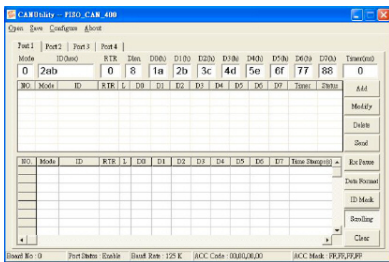 CANUtility -- PISO_CAN_400
Open Save Configure About
Port 1 Port 2 Port 3 Port 4
Mode ID(hex) RTR Dlen D0(h) D1(h) D2(h) D3(h) D4(h) D5(h) D6(h) D7(h) Timer(ms)
0 2ab 0 8 1a 2b 3c 4d 5e 6f 77 88 0
NO. Mode ID RTR L D0 D1 D2 D3 D4 D5 D6 D7 Timer Status
Add
Modify
Delete
Send
NO. Mode ID RTR L D0 D1 D2 D3 D4 D5 D6 D7 Time Stamp(s)
Rx Pause
Data Format
ID Mask
Scrolling
Clear
Board No :0 Port Status : Enable Baud Rate : 125 K ACC Code : 00,00,00,00 ACC Mask : FF,FF,FF,FF